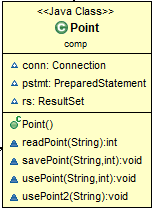 <<Java Class>>
Point
comp
conn: Connection
pstmt: PreparedStatement
rs: ResultSet
Point()
readPoint(String):int
savePoint(String,int):void
usePoint(String,int):void
usePoint2(String):void